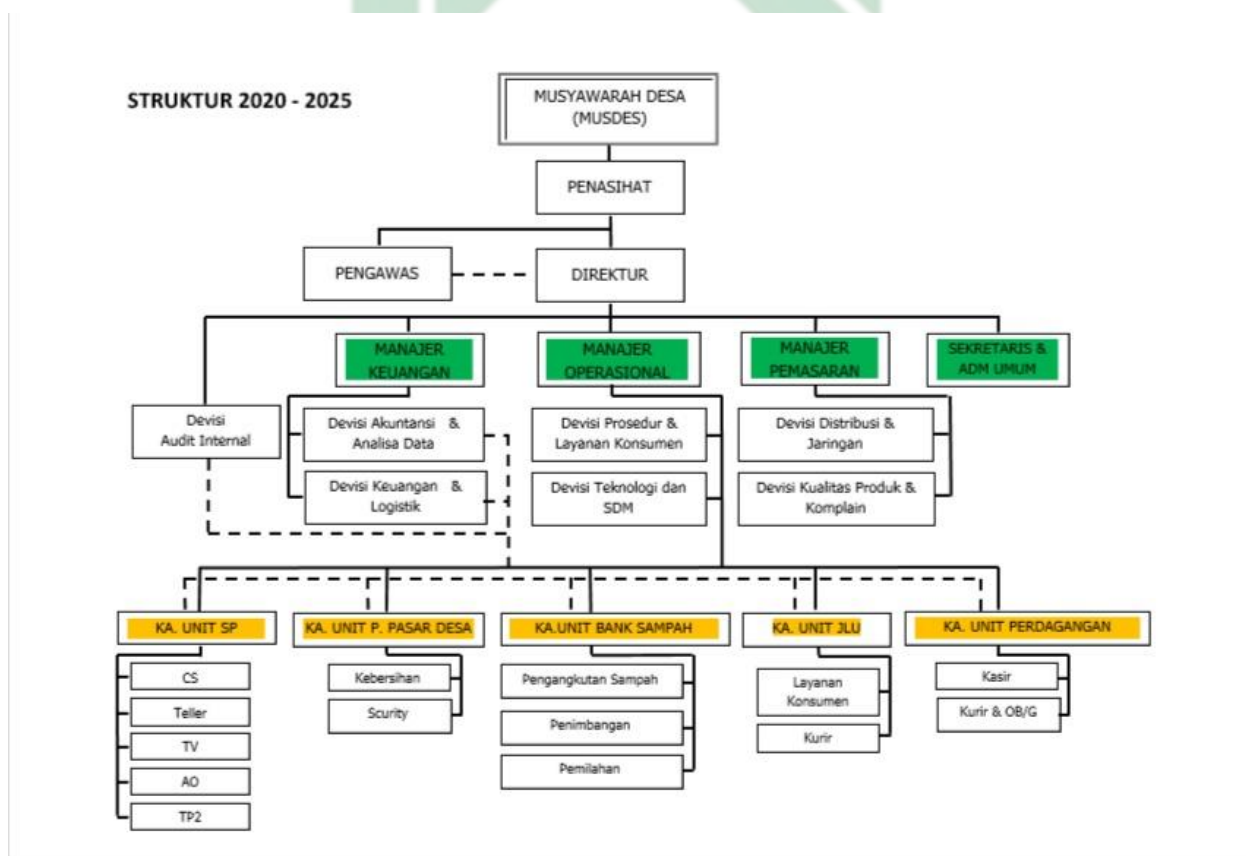 STRUKTUR 2020 - 2025
MUSYAWARAH DESA
(MUSDES)
PENASIHAT
PENGAWAS
DIREKTUR
MANAJER
KEUANGAN
MANAJER
OPERASIONAL
MANAJER
PEMASARAN
SEKRETARIS &
ADM UMUM
Devisi
Audit Internal
Devisi Akuntansi &
Analisa Data
Devisi Prosedur &
Layanan Konsumen
Devisi Distribusi &
Jaringan
Devisi Keuangan &
Logistik
Devisi Teknologi dan
SDM
Devisi Kualitas Produk &
Komplain
KA. UNIT SP
KA. UNIT P. PASAR DESA
KA.UNIT BANK SAMPAH
KA. UNIT JLU
KA. UNIT PERDAGANGAN
CS
Teller
TV
AO
TP2
Kebersihan
Scurity
Pengangkutan Sampah
Penimbangan
Pemilahan
Layanan
Konsumen
Kurir
Kasir
Kurir & OB/G